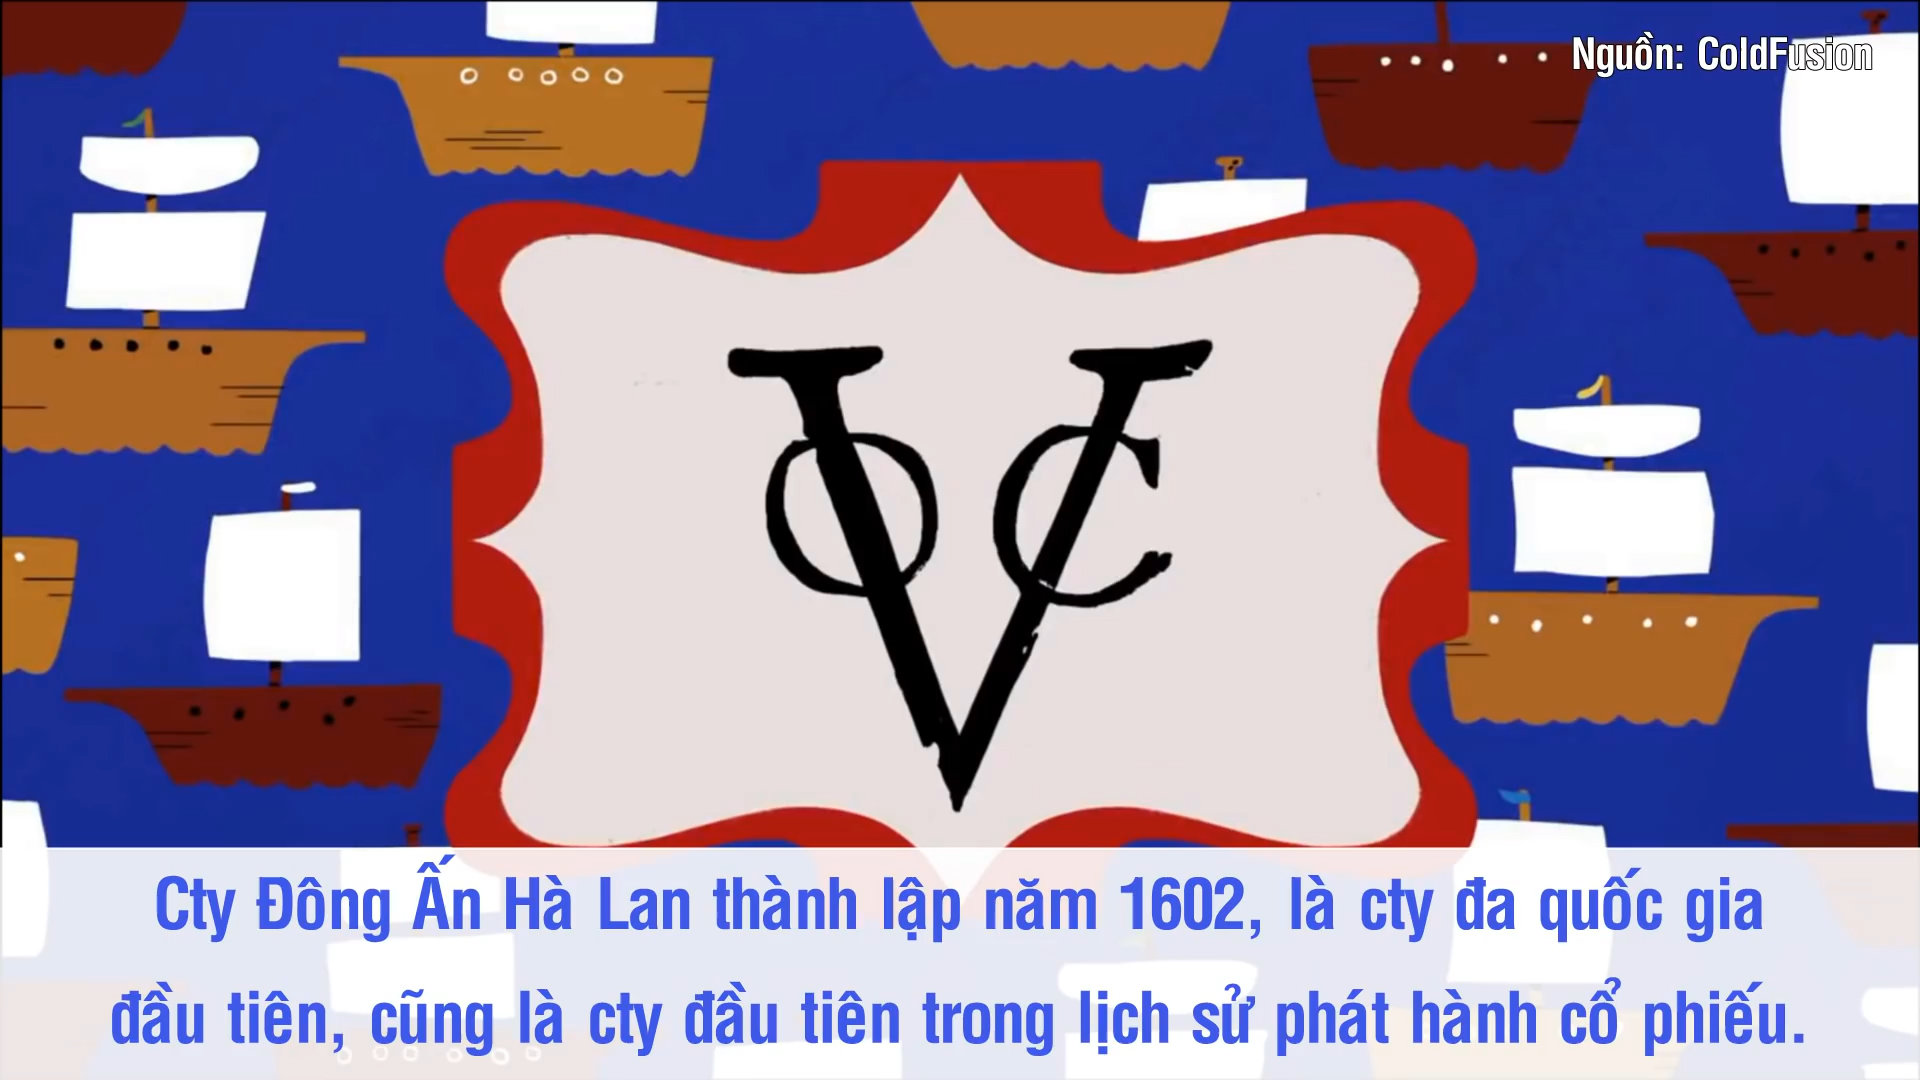 Nguồn: ColdFusion
VOC
Cty Đông Ấn Hà Lan thành lập năm 1602, là cty đa quốc gia
đầu tiên, cũng là cty đầu tiên trong lịch sử phát hành cổ phiếu.